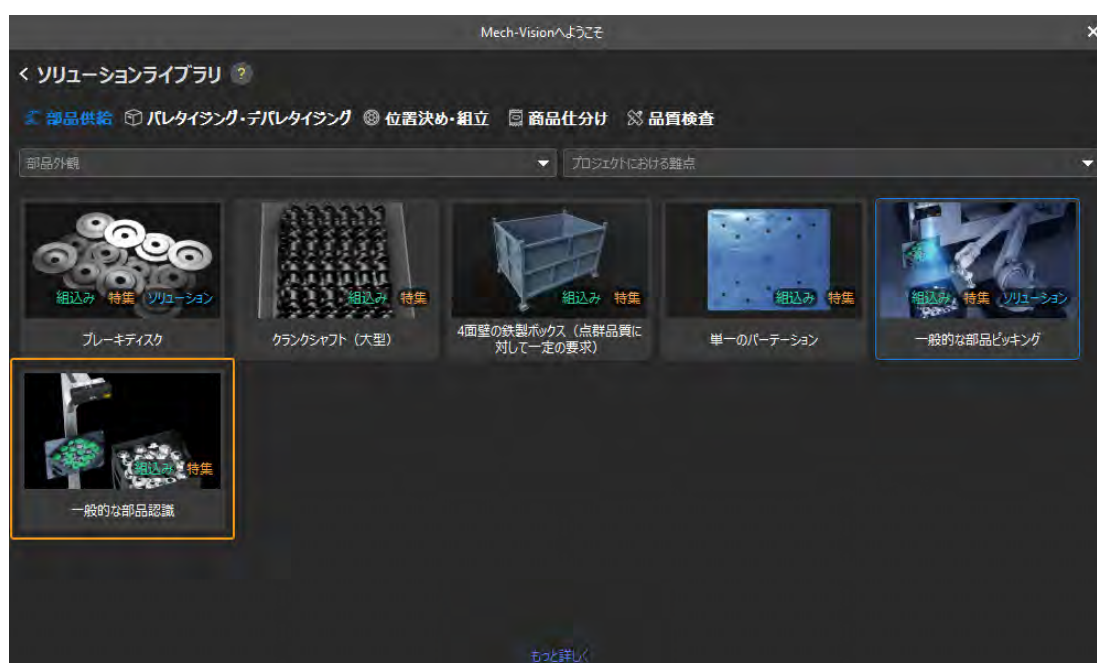 Mech-Visionへようこそ
ソリューションライブラリ ?
部品供給 パレタイジング・デパレタイジング 位置決め・組立 商品仕分け 品質検査
部品外観 プロジェクトにおける難点
組込み 特集 ソリューション
ブレーキディスク
組込み 特集
クランクシャフト（大型）
組込み 特集
4面壁の鉄製ボックス（点群品質に
対して一定の要求）
組込み 特集
単一のパーテーション
組込み 特集 ソリューション
一般的な部品ピッキング
組込み 特集
一般的な部品認識
もっと詳しく